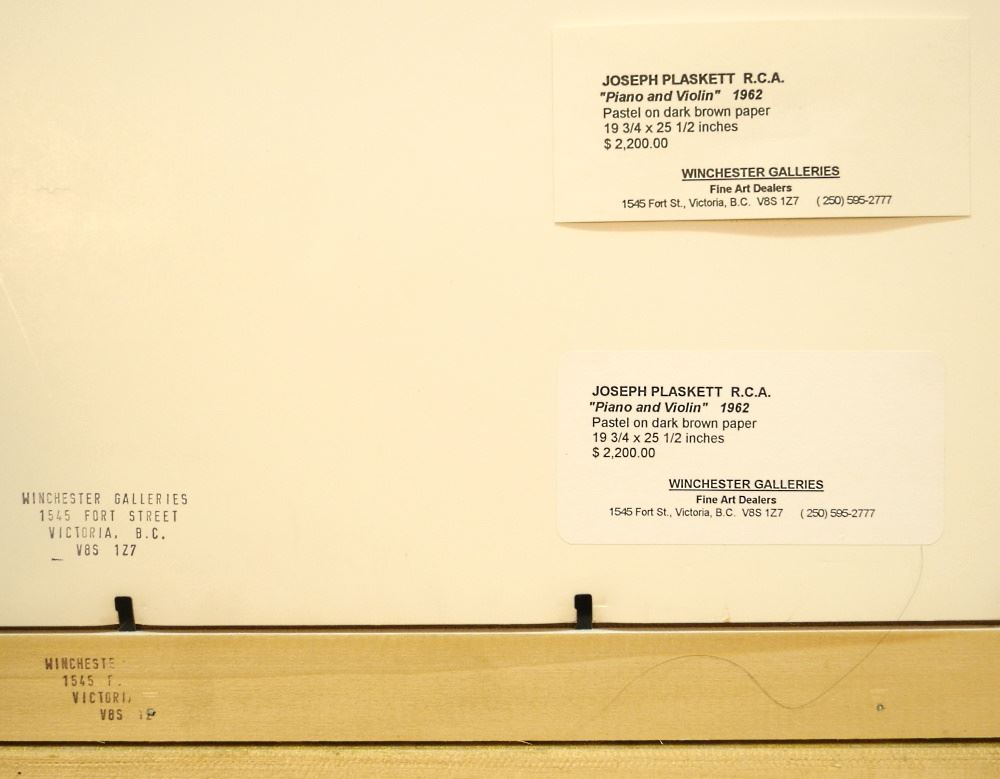 JOSEPH PLASKETT R.C.A.
"Piano and Violin" 1962
Pastel on dark brown paper
19 3/4 x 25 1/2 inches
$ 2,200.00
WINCHESTER GALLERIES
Fine Art Dealers
1545 Fort St., Victoria, B.C. V8S 1Z7 ( 250) 595-2777
JOSEPH PLASKETT R.C.A.
"Piano and Violin" 1962
Pastel on dark brown paper
19 3/4 x 25 1/2 inches
$ 2,200.00
WINCHESTER GALLERIES
Fine Art Dealers
1545 Fort St., Victoria, B.C. V8S 1Z7 ( 250) 595-2777
WINCHESTER GALLERIES
1545 FORT STREET
VICTORIA, B.C.
V8S 1Z7
WINCHESTE
1545 F.
VICTORI
V8S